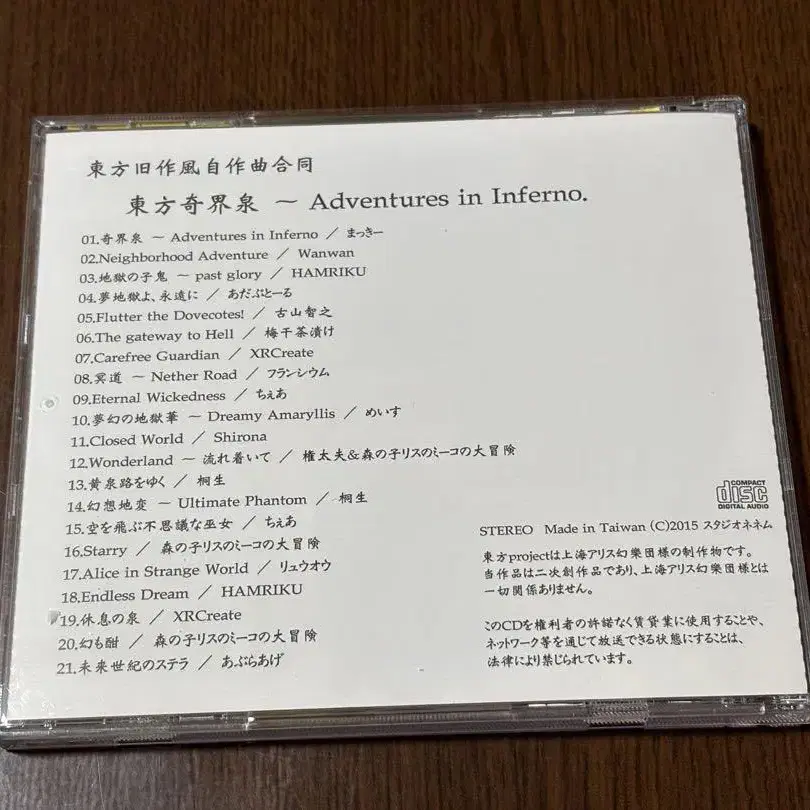 東方旧作風自作曲合同
東方奇界泉 ～ Adventures in Inferno.
01.奇界泉 ～ Adventures in Inferno ／ まっきー
02.Neighborhood Adventure ／ Wanwan
03.地獄の子鬼 ～ past glory ／ HAMRIKU
04.夢地獄よ、永遠に ／ あだぶとーる
05.Flutter the Dovecotes! ／ 古山智之
06.The gateway to Hell ／ 梅干茶漬け
07.Carefree Guardian ／ XRCreate
08.冥道 ～ Nether Road ／ フランシウム
09.Eternal Wickedness ／ ちぇあ
10.夢幻の地獄華 ～ Dreamy Amaryllis ／ めいす
11.Closed World ／ Shirona
12.Wonderland ～ 流れ着いて ／ 権太夫&森の子リスのミーコの大冒険
13.黄泉路をゆく ／ 桐生
14.幻想地変 ～ Ultimate Phantom ／ 桐生
15.空を飛ぶ不思議な巫女 ／ ちぇあ
16.Starry ／ 森の子リスのミーコの大冒険
17.Alice in Strange World ／ リュウオウ
18.Endless Dream ／ HAMRIKU
19.休息の泉 ／ XRCreate
20.幻も酣 ／ 森の子リスのミーコの大冒険
21.未来世紀のステラ ／ あぶらあげ
COMPACT
disc
DIGITAL AUDIO
STEREO Made in Taiwan (C)2015 スタジオネネム
東方projectは上海アリス幻樂団様の制作物です。
当作品は二次創作品であり、上海アリス幻樂団様とは
一切関係ありません。
このCDを権利者の許諾なく賃貸業に使用することや、
ネットワーク等を通じて放送できる状態にすることは、
法律により禁じられています。